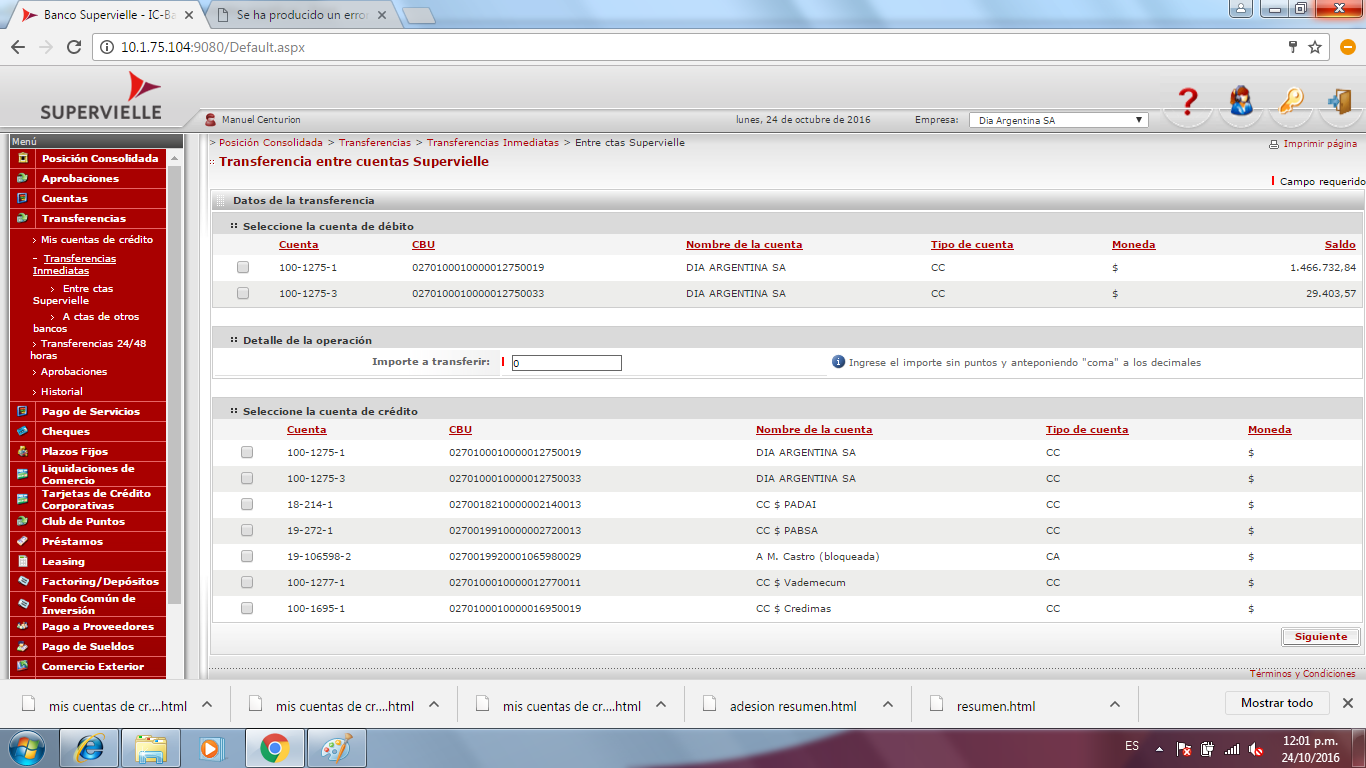 Banco Supervielle - IC-Ba
Se ha producido un erro
10.1.75.104:9080/Default.aspx
SUPERVIELLE
Manuel Centurion
lunes, 24 de octubre de 2016
Empresa:
Dia Argentina SA
Menú
Posición Consolidada
Aprobaciones
Cuentas
Transferencias
› Mis cuentas de crédito
- Transferencias
Inmediatas
› Entre ctas
Supervielle
› A ctas de otros
bancos
› Transferencias 24/48
horas
› Aprobaciones
› Historial
Pago de Servicios
Cheques
Plazos Fijos
Liquidaciones de
Comercio
Tarjetas de Crédito
Corporativas
Club de Puntos
Préstamos
Leasing
Factoring/Depósitos
Fondo Común de
Inversión
Pago a Proveedores
Pago de Sueldos
Comercio Exterior
> Posición Consolidada > Transferencias > Transferencias Inmediatas > Entre ctas Supervielle
Imprimir página
Transferencia entre cuentas Supervielle
Campo requerido
Datos de la transferencia
Seleccione la cuenta de débito
Cuenta CBU Nombre de la cuenta Tipo de cuenta Moneda Saldo
100-1275-1 0270100010000012750019 DIA ARGENTINA SA CC $ 1.466.732,84
100-1275-3 0270100010000012750033 DIA ARGENTINA SA CC $ 29.403,57
Detalle de la operación
Importe a transferir: 0 Ingrese el importe sin puntos y anteponiendo "coma" a los decimales
Seleccione la cuenta de crédito
Cuenta CBU Nombre de la cuenta Tipo de cuenta Moneda
100-1275-1 0270100010000012750019 DIA ARGENTINA SA CC $
100-1275-3 0270100010000012750033 DIA ARGENTINA SA CC $
18-214-1 0270018210000002140013 CC $ PADAI CC $
19-272-1 0270019910000002720013 CC $ PABSA CC $
19-106598-2 0270019920001065980029 A M. Castro (bloqueada) CA $
100-1277-1 0270100010000012770011 CC $ Vademecum CC $
100-1695-1 0270100010000016950019 CC $ Credimas CC $
Siguiente
Términos y Condiciones
mis cuentas de cr....html
mis cuentas de cr....html
mis cuentas de cr....html
adesion resumen.html
resumen.html
Mostrar todo
ES
12:01 p.m.
24/10/2016